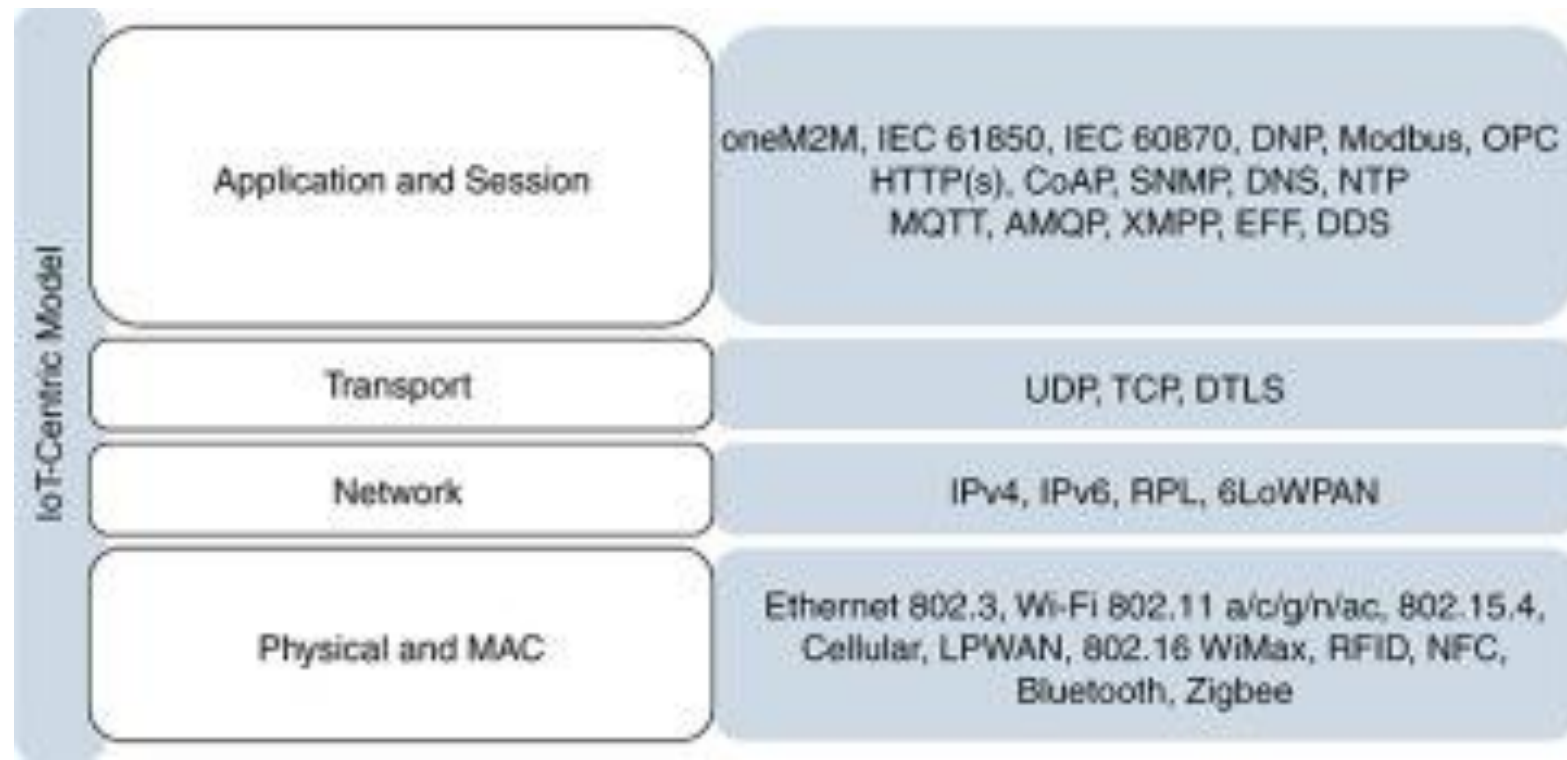 IoT-Centric Model
Application and Session
oneM2M, IEC 61850, IEC 60870, DNP, Modbus, OPC
HTTP(s), CoAP, SNMP, DNS, NTP
MQTT, AMQP, XMPP, EFF, DDS
Transport
UDP, TCP, DTLS
Network
IPv4, IPv6, RPL, 6LoWPAN
Physical and MAC
Ethernet 802.3, Wi-Fi 802.11 a/c/g/n/ac, 802.15.4,
Cellular, LPWAN, 802.16 WiMax, RFID, NFC,
Bluetooth, Zigbee